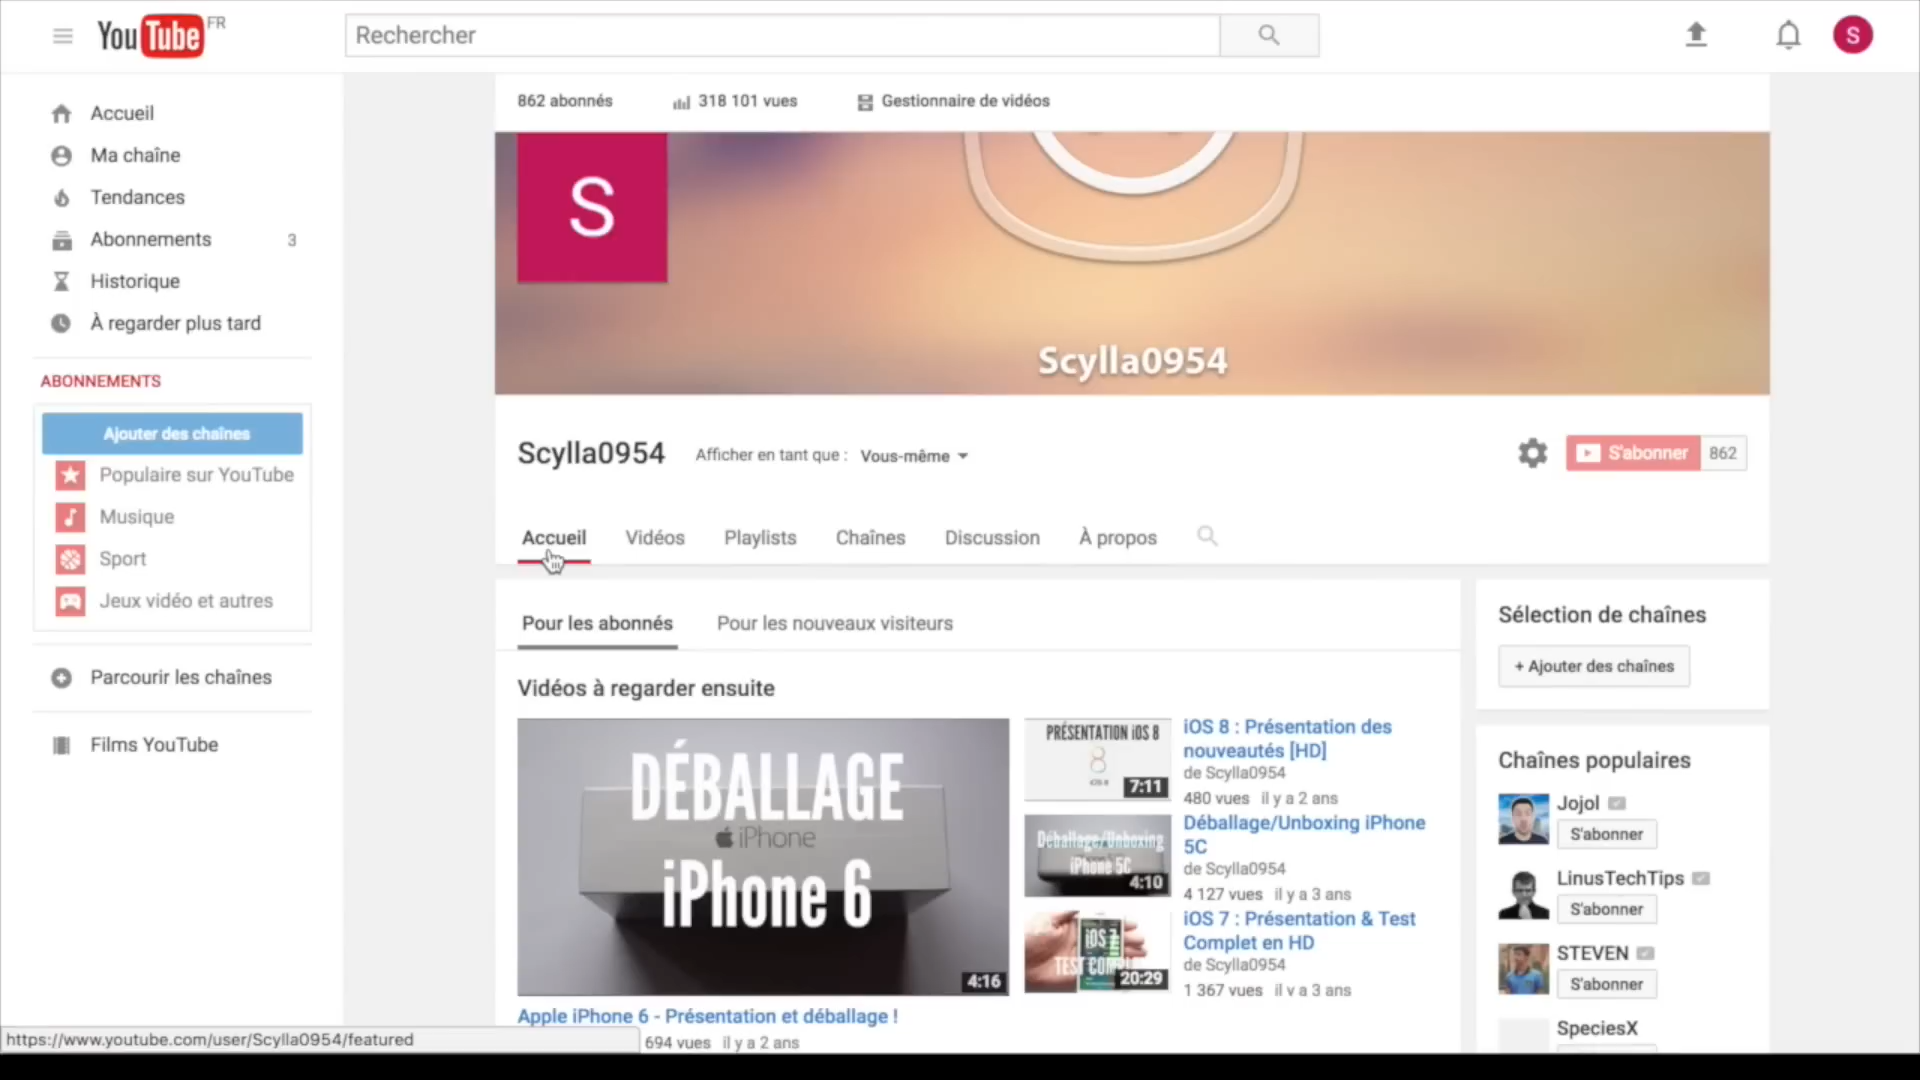 YouTube FR
Rechercher
S
Accueil
Ma chaîne
Tendances
Abonnements 3
Historique
À regarder plus tard
ABONNEMENTS
Ajouter des chaînes
Populaire sur YouTube
Musique
Sport
Jeux vidéo et autres
Parcourir les chaînes
Films YouTube
862 abonnés 318 101 vues Gestionnaire de vidéos
S
Scylla0954
Scylla0954 Afficher en tant que : Vous-même
S'abonner 862
Accueil Vidéos Playlists Chaînes Discussion À propos
Pour les abonnés Pour les nouveaux visiteurs
Vidéos à regarder ensuite
DÉBALLAGE
iPhone
iPhone 6
4:16
Apple iPhone 6 - Présentation et déballage !
694 vues il y a 2 ans
PRÉSENTATION iOS 8
8
iOS 8
7:11
iOS 8 : Présentation des
nouveautés [HD]
de Scylla0954
480 vues il y a 2 ans
Déballage/Unboxing
iPhone 5C
4:10
Déballage/Unboxing iPhone
5C
de Scylla0954
4 127 vues il y a 3 ans
iOS 7
TEST
20:29
iOS 7 : Présentation & Test
Complet en HD
de Scylla0954
1 367 vues il y a 3 ans
Sélection de chaînes
+ Ajouter des chaînes
Chaînes populaires
Jojol
S'abonner
LinusTechTips
S'abonner
STEVEN
S'abonner
SpeciesX
https://www.youtube.com/user/Scylla0954/featured